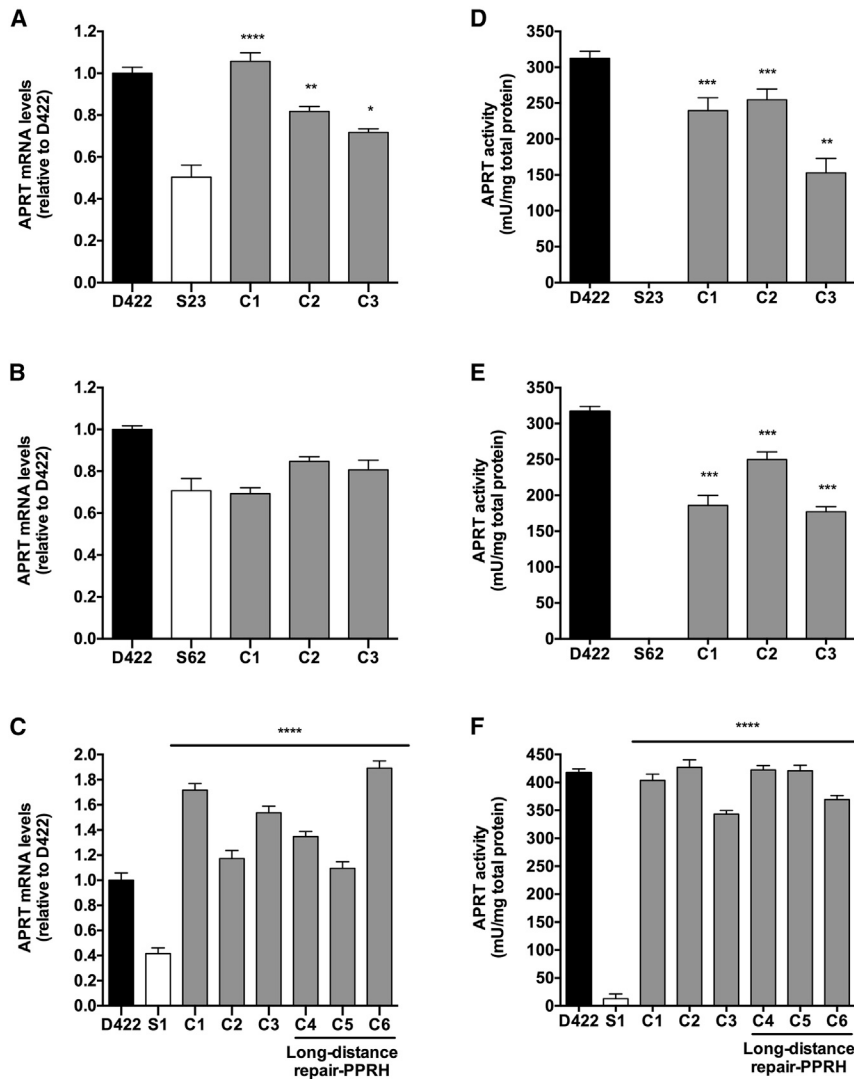 A
APRT mRNA levels
(relative to D422)
1.2
1.0
0.8
0.6
0.4
0.2
0.0
****
**
*
D422 S23 C1 C2 C3
D
APRT activity
(mU/mg total protein)
350
300
250
200
150
100
50
0
***
***
**
D422 S23 C1 C2 C3
B
APRT mRNA levels
(relative to D422)
1.2
1.0
0.8
0.6
0.4
0.2
0.0
D422 S62 C1 C2 C3
E
APRT activity
(mU/mg total protein)
350
300
250
200
150
100
50
0
***
***
***
D422 S62 C1 C2 C3
C
APRT mRNA levels
(relative to D422)
2.0
1.8
1.6
1.4
1.2
1.0
0.8
0.6
0.4
0.2
0.0
****
D422 S1 C1 C2 C3 C4 C5 C6
Long-distance
repair-PPRH
F
APRT activity
(mU/mg total protein)
450
400
350
300
250
200
150
100
50
0
****
D422 S1 C1 C2 C3 C4 C5 C6
Long-distance
repair-PPRH